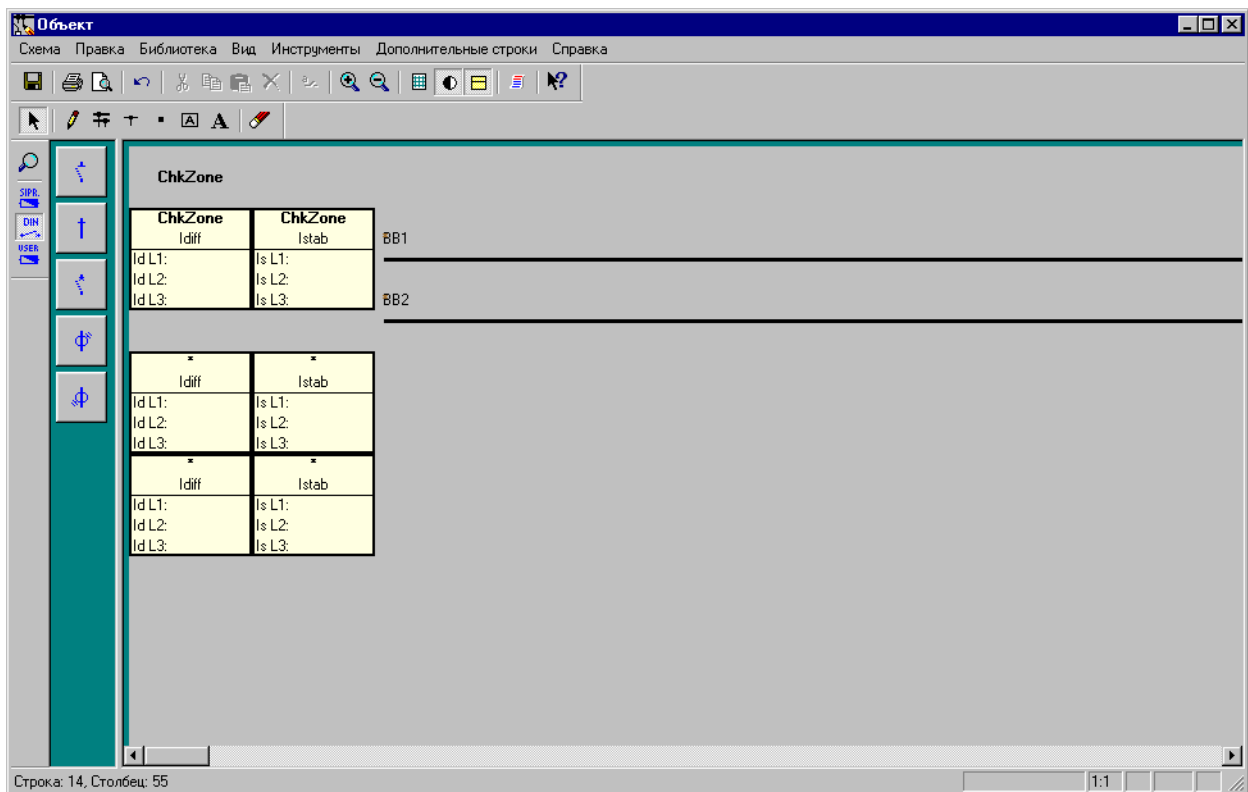 Объект
Схема Правка Библиотека Вид Инструменты Дополнительные строки Справка
A A
SIPR.
DIN
USER
ChkZone
ChkZone ChkZone
Idiff Istab
Id L1: Is L1:
Id L2: Is L2:
Id L3: Is L3:
BB1
BB2
* *
Idiff Istab
Id L1: Is L1:
Id L2: Is L2:
Id L3: Is L3:
* *
Idiff Istab
Id L1: Is L1:
Id L2: Is L2:
Id L3: Is L3:
Строка: 14, Столбец: 55
1:1